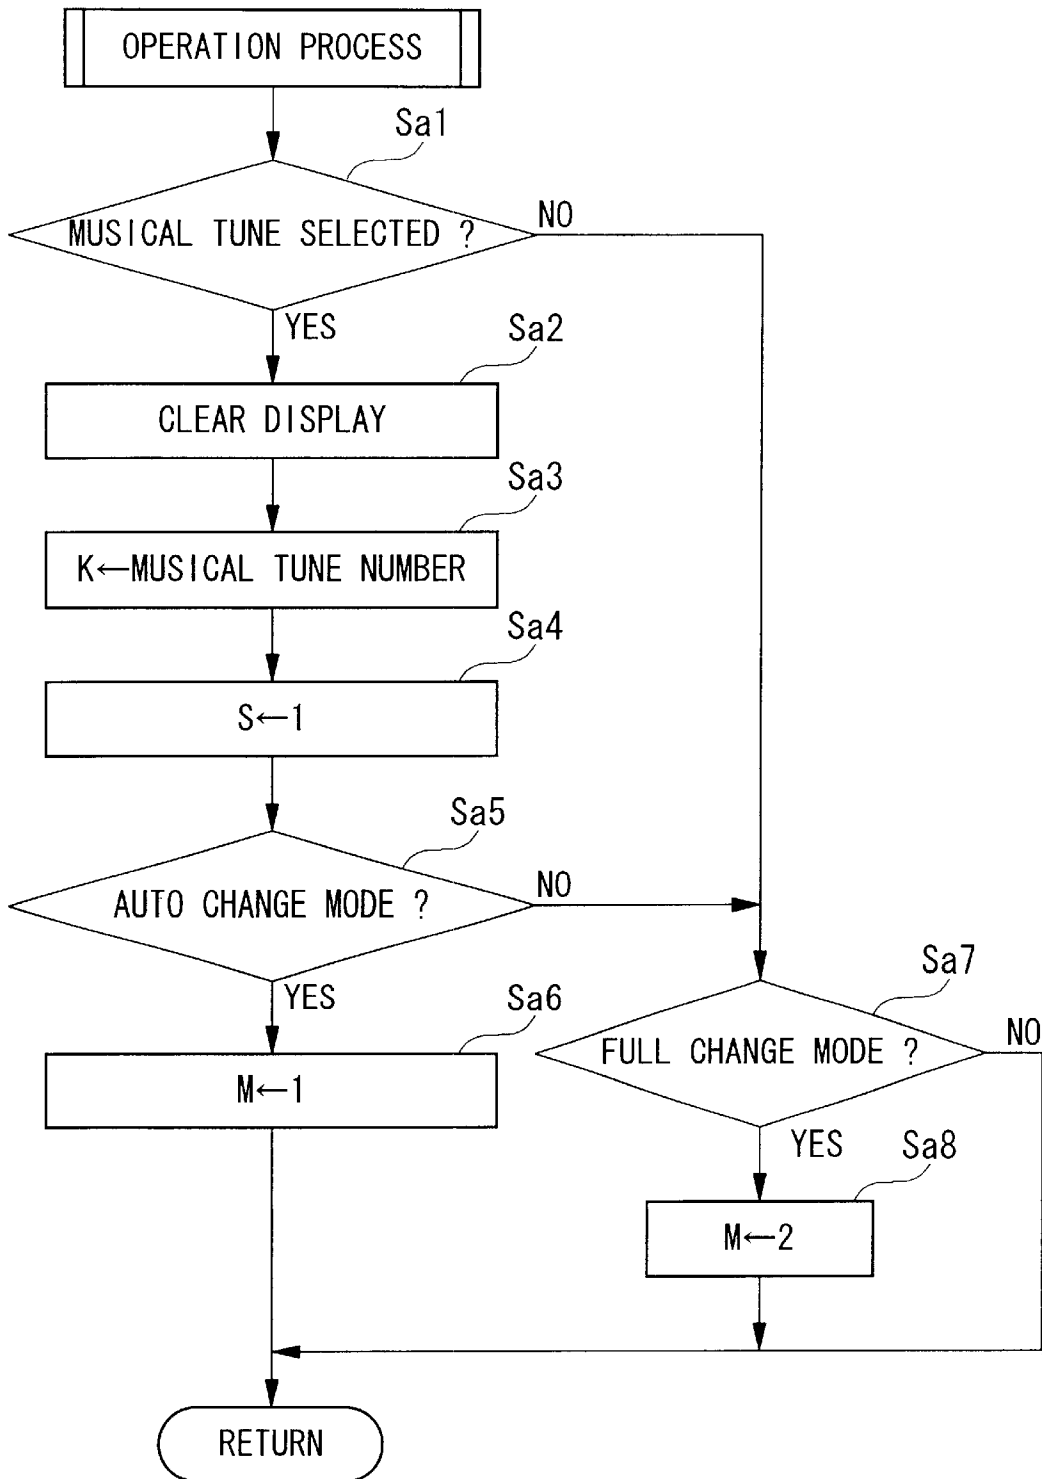 OPERATION PROCESS
Sa1
MUSICAL TUNE SELECTED ?
NO
YES
Sa2
CLEAR DISPLAY
Sa3
K←MUSICAL TUNE NUMBER
Sa4
S←1
Sa5
AUTO CHANGE MODE ?
NO
YES
Sa6
M←1
Sa7
FULL CHANGE MODE ?
NO
YES
Sa8
M←2
RETURN